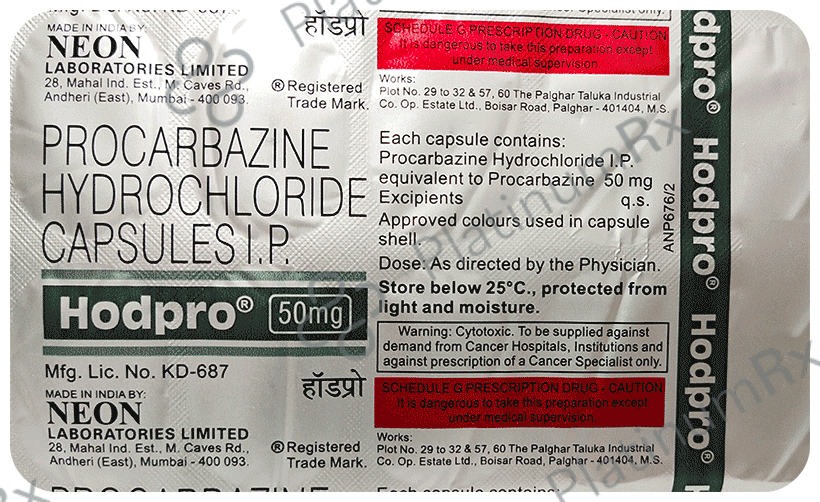 MADE IN INDIA BY:
NEON
LABORATORIES LIMITED
28, Mahal Ind. Est., M. Caves Rd.,
Andheri (East), Mumbai - 400 093.
हॉडप्रो
® Registered
Trade Mark.
PROCARBAZINE
HYDROCHLORIDE
CAPSULES I.P.
Hodpro® 50mg
Mfg. Lic. No. KD-687
MADE IN INDIA BY:
NEON
LABORATORIES LIMITED
28, Mahal Ind. Est., M. Caves Rd.,
Andheri (East), Mumbai - 400 093.
हॉडप्रो
® Registered
Trade Mark.
PROCARBAZINE
SCHEDULE G PRESCRIPTION DRUG - CAUTION
It is dangerous to take this preparation except
under medical supervision
Works:
Plot No. 29 to 32 & 57, 60 The Palghar Taluka Industrial
Co. Op. Estate Ltd., Boisar Road, Palghar - 401404, M.S.
Each capsule contains:
Procarbazine Hydrochloride I.P.
equivalent to Procarbazine 50 mg
Excipients q.s.
Approved colours used in capsule
shell.
Dose: As directed by the Physician.
Store below 25°C., protected from
light and moisture.
Warning: Cytotoxic. To be supplied against
demand from Cancer Hospitals, Institutions and
against prescription of a Cancer Specialist only.
SCHEDULE G PRESCRIPTION DRUG - CAUTION
It is dangerous to take this preparation except
under medical supervision
Works:
Plot No. 29 to 32 & 57, 60 The Palghar Taluka Industrial
Co. Op. Estate Ltd., Boisar Road, Palghar - 401404, M.S.
Each capsule contains:
ANP676/2
Hodpro® Hodpro® Hodpro®
PlatinumRx
PlatinumRx
PlatinumRx